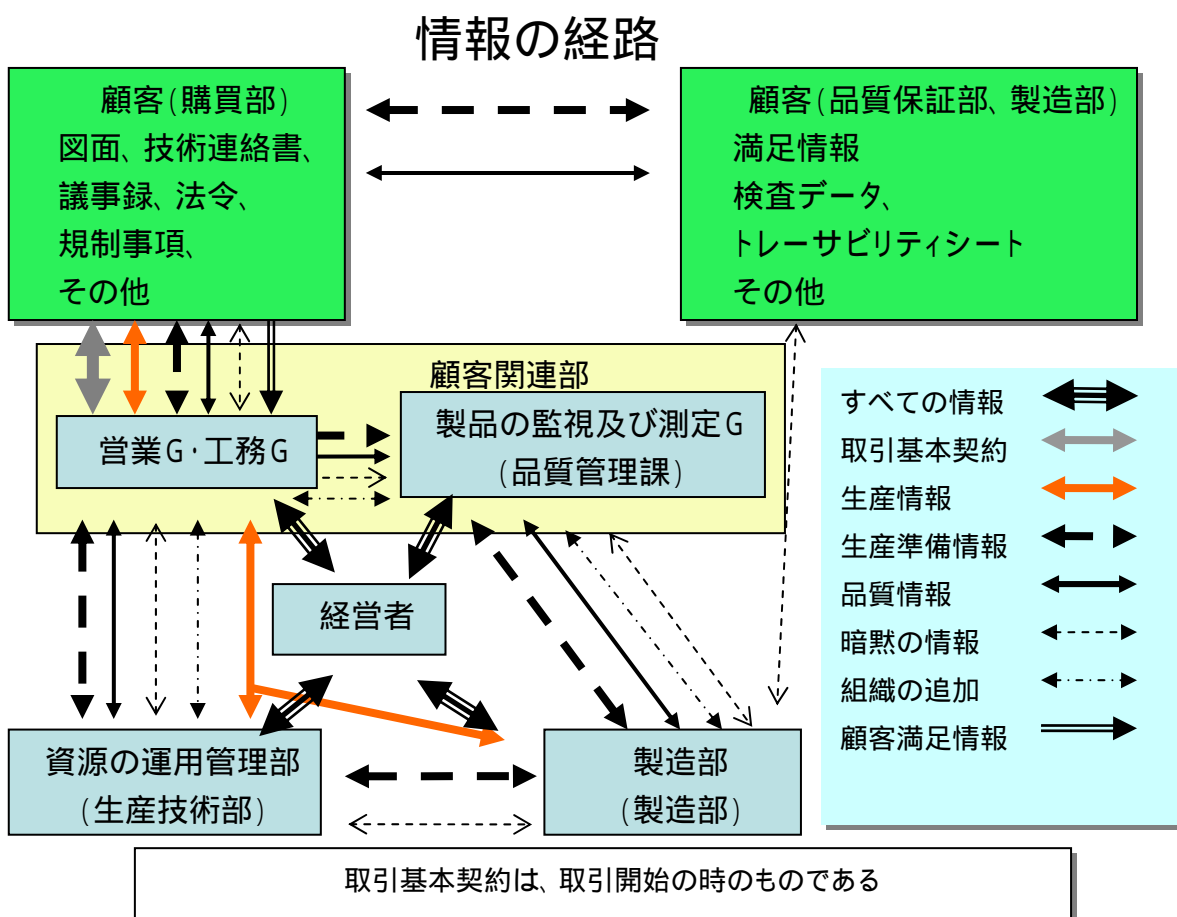 情報の経路
顧客(購買部)
図面、技術連絡書、
議事録、法令、
規制事項、
その他
顧客(品質保証部、製造部)
満足情報
検査データ、
トレーサビリティシート
その他
顧客関連部
営業G・工務G
製品の監視及び測定G
(品質管理課)
経営者
資源の運用管理部
(生産技術部)
製造部
(製造部)
すべての情報
取引基本契約
生産情報
生産準備情報
品質情報
暗黙の情報
組織の追加
顧客満足情報
取引基本契約は、取引開始の時のものである